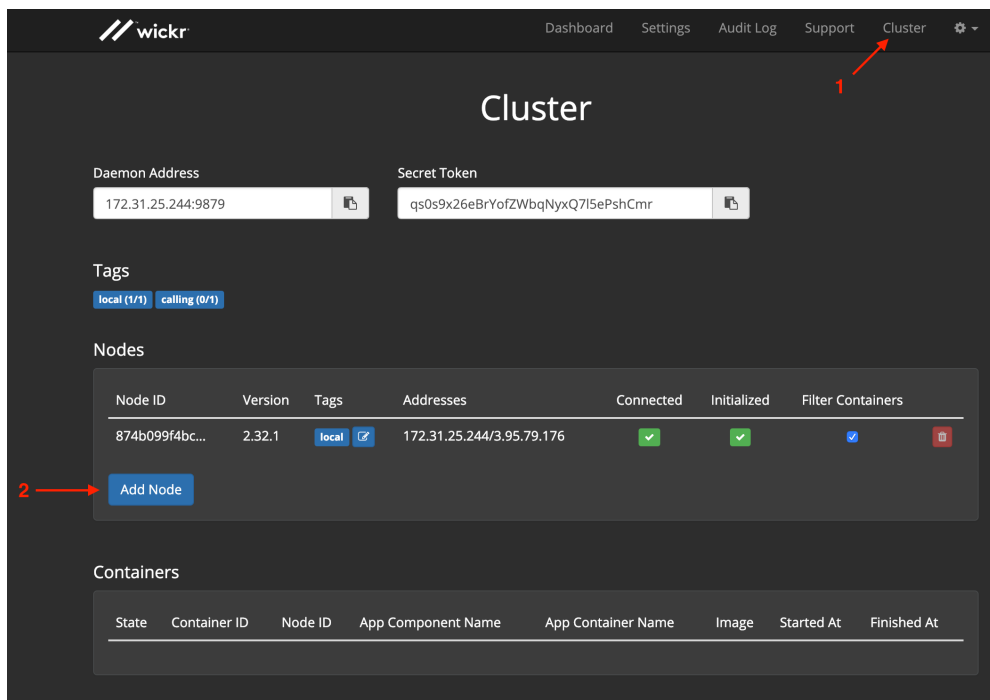 wickr
Dashboard Settings Audit Log Support Cluster
1
Cluster
Daemon Address Secret Token
172.31.25.244:9879 qs0s9x26eBrYofZWbqNyxQ7l5ePshCmr
Tags
local (1/1) calling (0/1)
Nodes
Node ID Version Tags Addresses Connected Initialized Filter Containers
874b099f4bc... 2.32.1 local 172.31.25.244/3.95.79.176
2 Add Node
Containers
State Container ID Node ID App Component Name App Container Name Image Started At Finished At